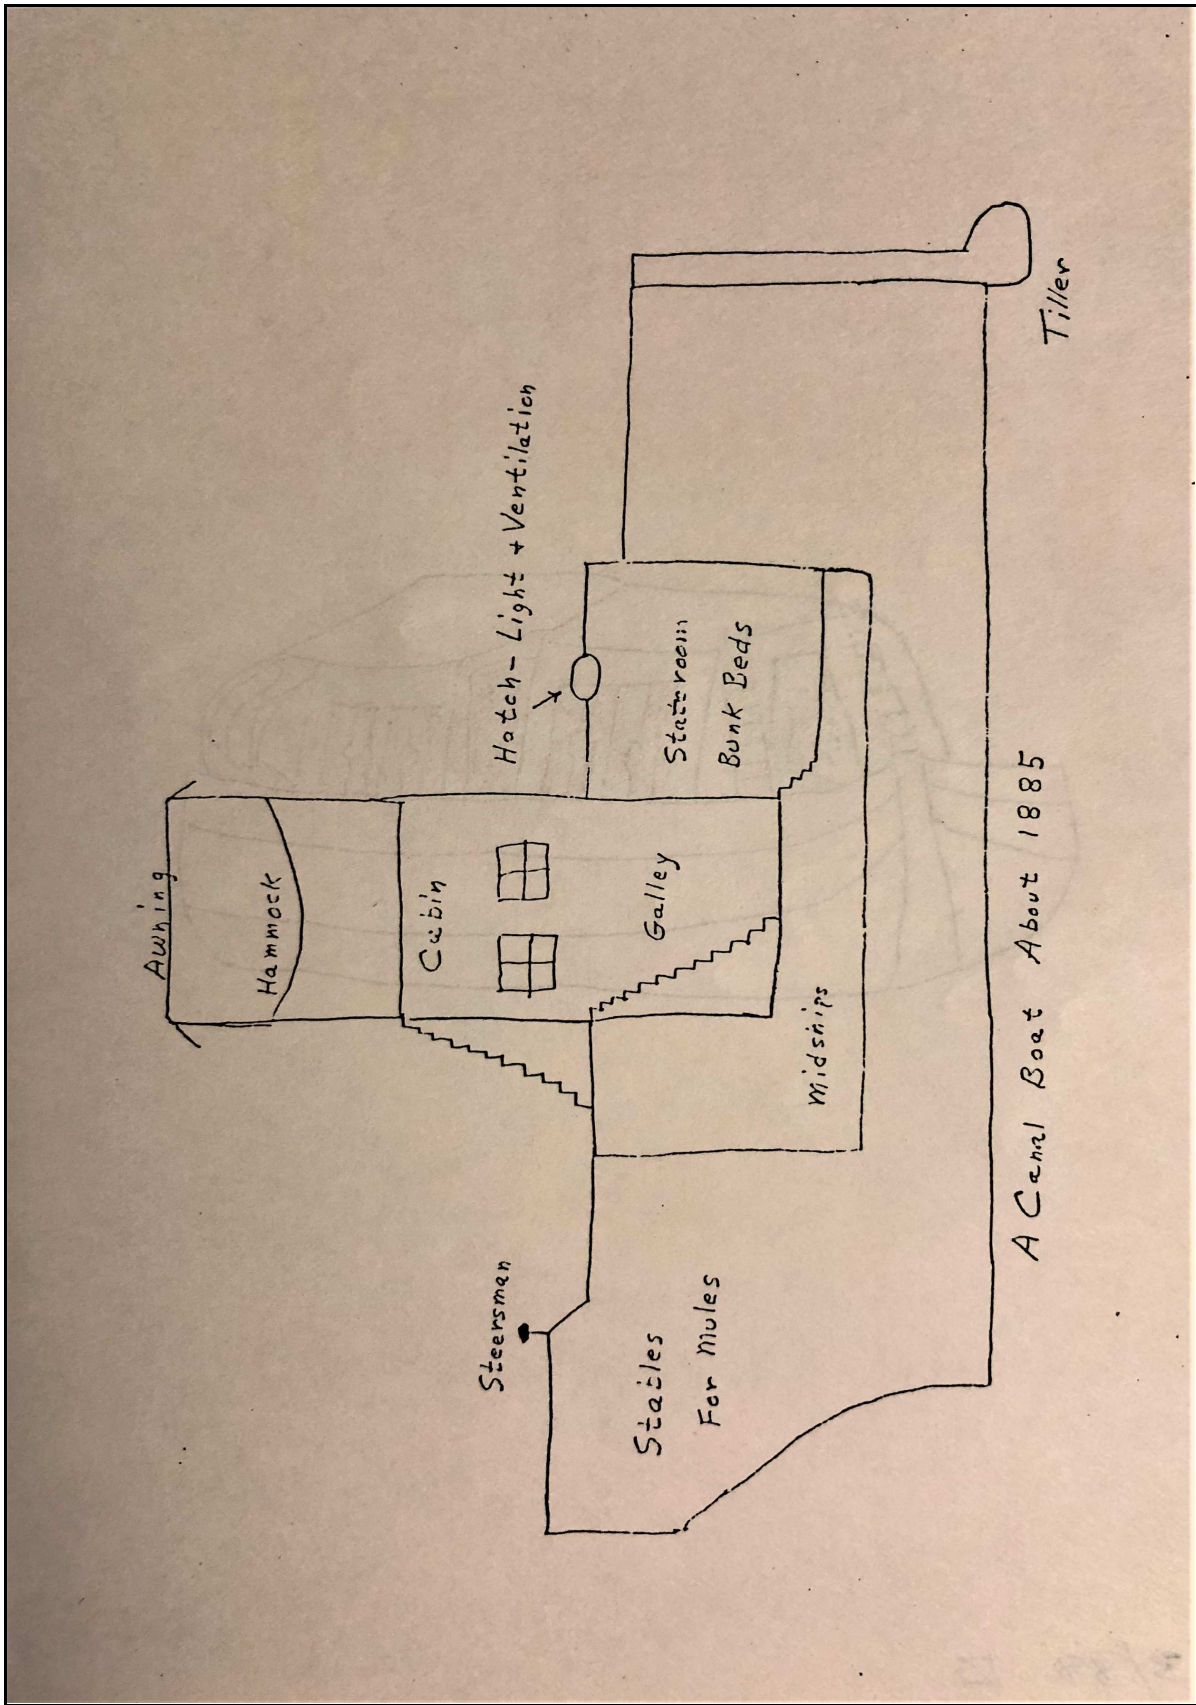 Awning
Hammock
Cabin
Hatch - Light + Ventilation
Steersman
Galley
Stateroom
Bunk Beds
Stables
For Mules
Midships
Tiller
A Canal Boat About 1885